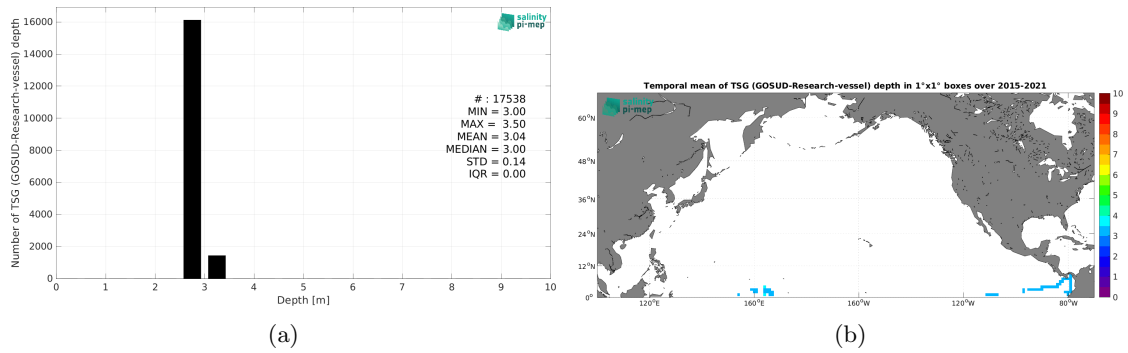 Number of TSG (GOSUD-Research-vessel) depth
16000
14000
12000
10000
8000
6000
4000
2000
0
0 1 2 3 4 5 6 7 8 9 10
Depth [m]
salinity
pi-mep
# : 17538
MIN = 3.00
MAX = 3.50
MEAN = 3.04
MEDIAN = 3.00
STD = 0.14
IQR = 0.00
(a)
Temporal mean of TSG (GOSUD-Research-vessel) depth in 1°x1° boxes over 2015-2021
salinity
pi-mep
60°N
48°N
36°N
24°N
12°N
0°
120°E 160°E 160°W 120°W 80°W
10
9
8
7
6
5
4
3
2
1
0
(b)